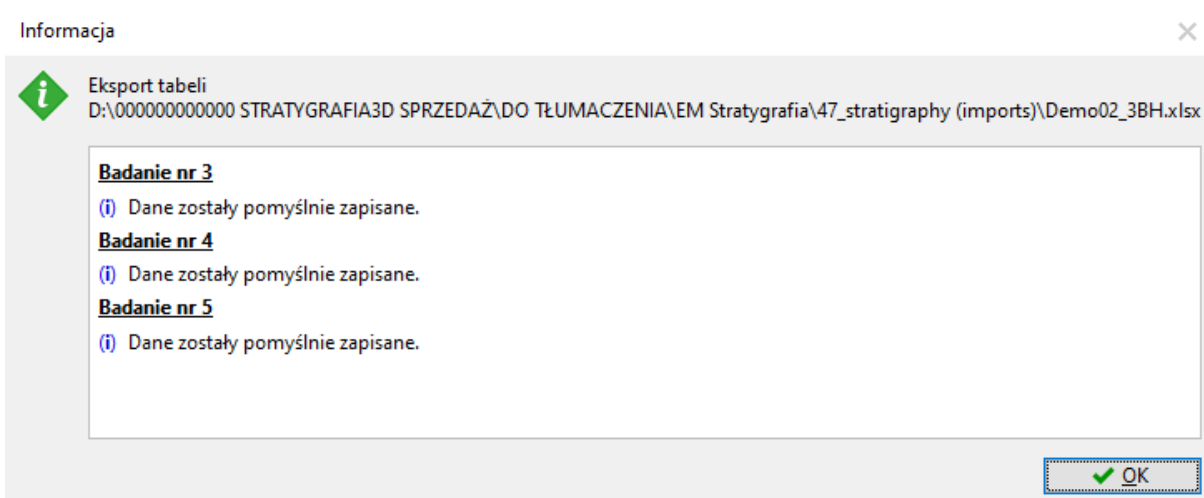 Informacja
Eksport tabeli
D:\000000000000 STRATYGRAFIA3D SPRZEDAŻ\DO TŁUMACZENIA\EM Stratygrafia\47_stratigraphy (imports)\Demo02_3BH.xlsx
Badanie nr 3
(i) Dane zostały pomyślnie zapisane.
Badanie nr 4
(i) Dane zostały pomyślnie zapisane.
Badanie nr 5
(i) Dane zostały pomyślnie zapisane.
OK